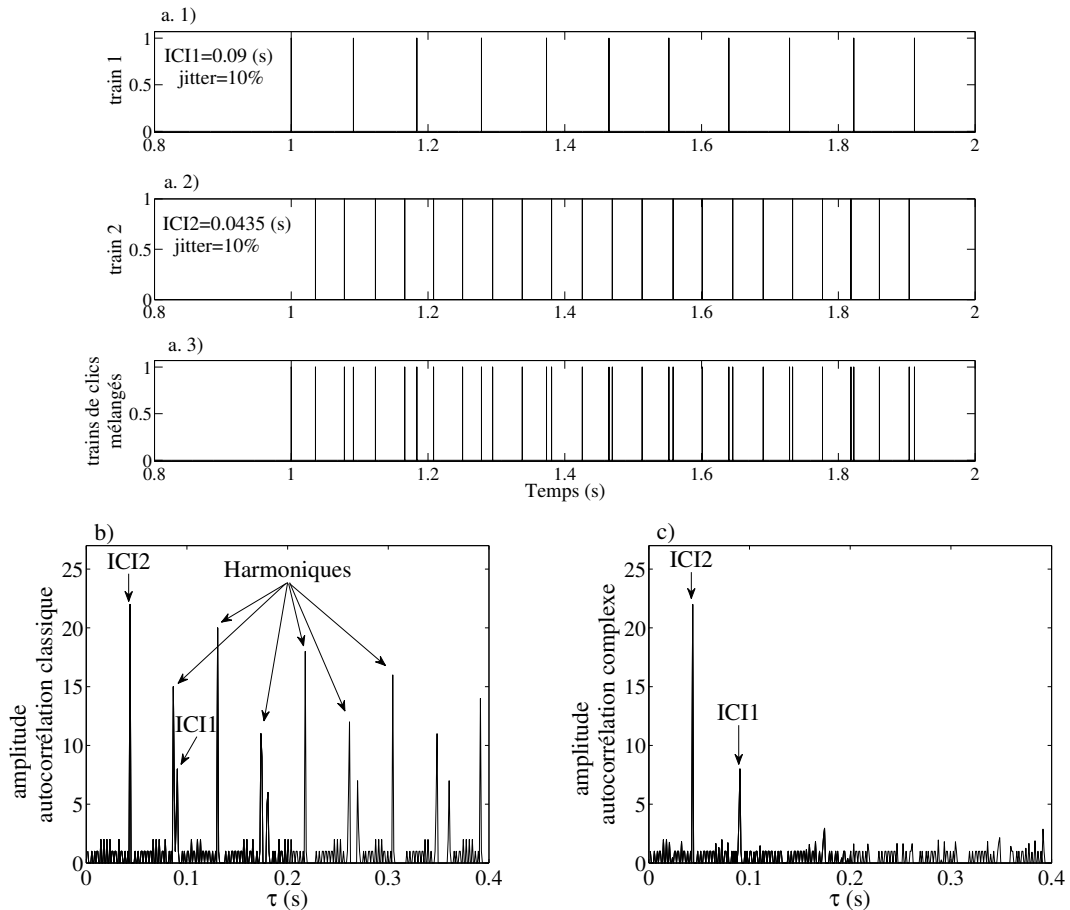 a. 1)
1
0.5
0
train 1
ICI1=0.09 (s)
jitter=10%
0.8 1 1.2 1.4 1.6 1.8 2
a. 2)
1
0.5
0
train 2
ICI2=0.0435 (s)
jitter=10%
0.8 1 1.2 1.4 1.6 1.8 2
a. 3)
1
0.5
0
trains de clics
mélangés
0.8 1 1.2 1.4 1.6 1.8 2
Temps (s)
b)
25
20
15
10
5
0
amplitude
autocorrélation classique
ICI2
Harmoniques
ICI1
0 0.1 0.2 0.3 0.4
τ (s)
c)
25
20
15
10
5
0
amplitude
autocorrélation complexe
ICI2
ICI1
0 0.1 0.2 0.3 0.4
τ (s)